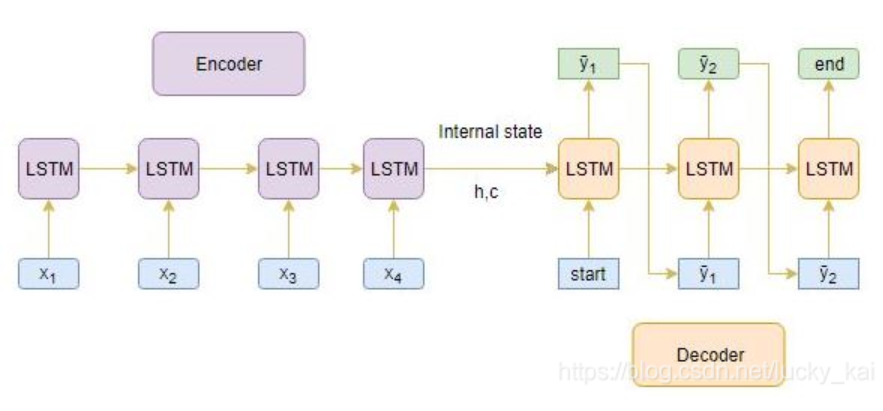 Encoder
ȳ₁
ȳ₂
end
Internal state
LSTM
LSTM
LSTM
LSTM
h,c
LSTM
LSTM
LSTM
x₁
x₂
x₃
x₄
start
ȳ₁
ȳ₂
Decoder
https://blog.csdn.net/lucky_kai